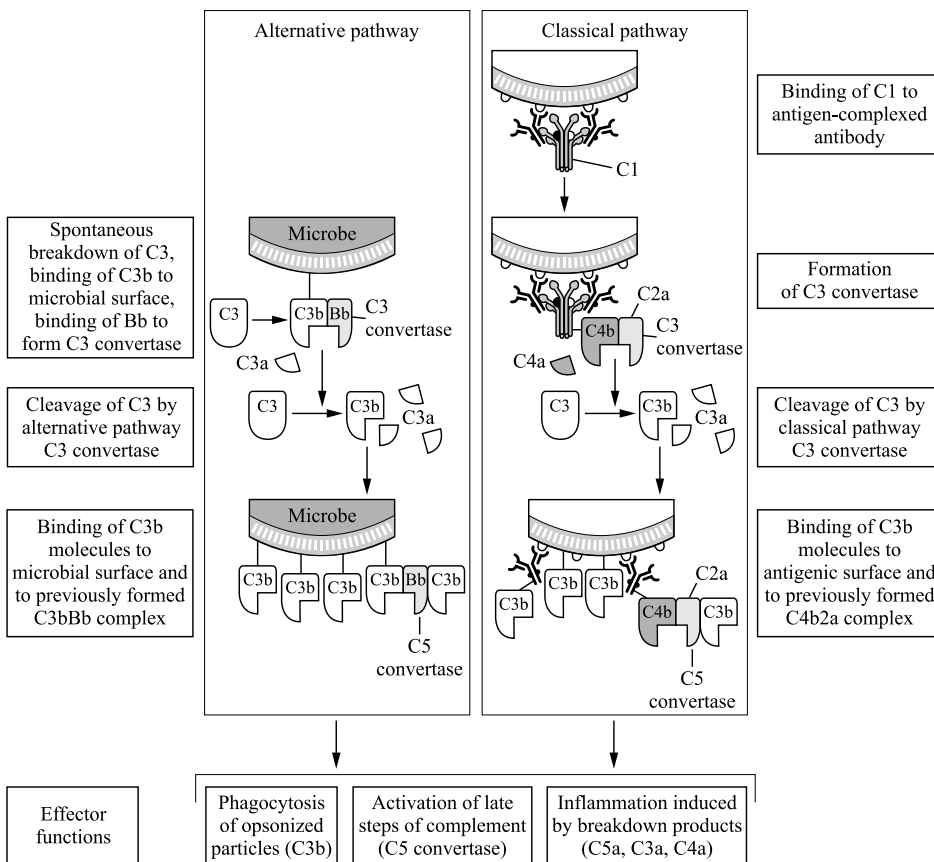 Alternative pathway
Classical pathway
Binding of C1 to
antigen-complexed
antibody
C1
Spontaneous
breakdown of C3,
binding of C3b to
microbial surface,
binding of Bb to
form C3 convertase
Microbe
C3
C3b
Bb
C3
convertase
C3a
C2a
C4b
C3
convertase
C4a
Formation
of C3 convertase
Cleavage of C3 by
alternative pathway
C3 convertase
C3
C3b
C3a
C3
C3b
C3a
Cleavage of C3 by
classical pathway
C3 convertase
Binding of C3b
molecules to
microbial surface and
to previously formed
C3bBb complex
Microbe
C3b
C3b
C3b
C3b
Bb
C3b
C5
convertase
C3b
C3b
C3b
C2a
C4b
C3b
C5
convertase
Binding of C3b
molecules to
antigenic surface and
to previously formed
C4b2a complex
Effector
functions
Phagocytosis
of opsonized
particles (C3b)
Activation of late
steps of complement
(C5 convertase)
Inflammation induced
by breakdown products
(C5a, C3a, C4a)